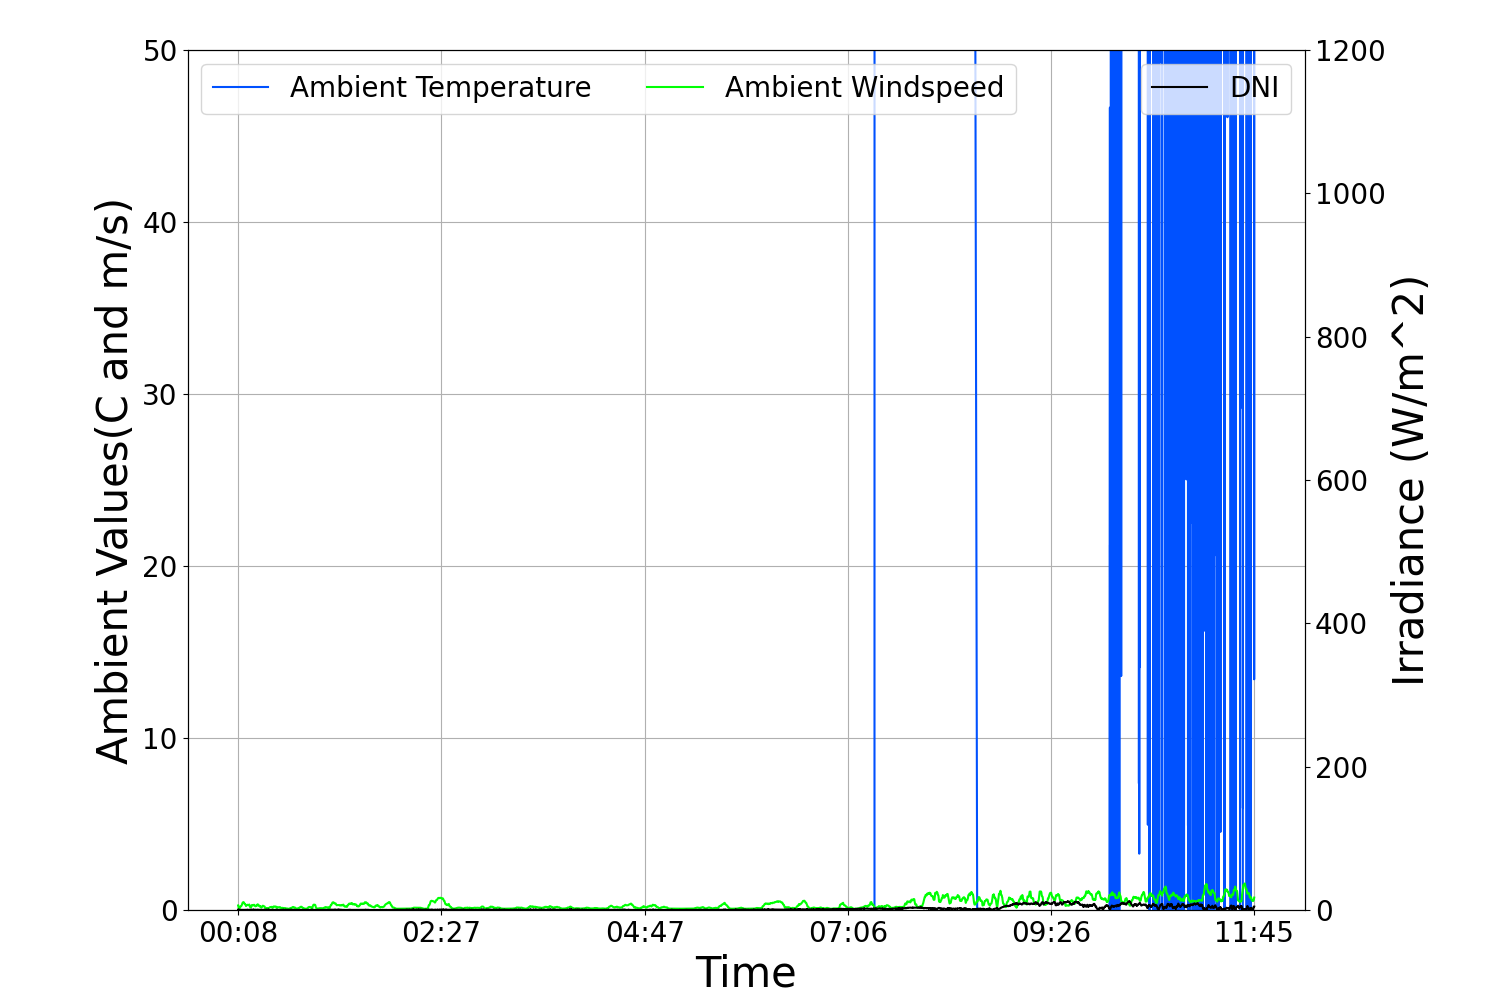 Ambient Temperature
Ambient Windspeed
DNI
50
40
30
20
10
0
Ambient Values(C and m/s)
1200
1000
800
600
400
200
0
Irradiance (W/m^2)
00:08 02:27 04:47 07:06 09:26 11:45
Time